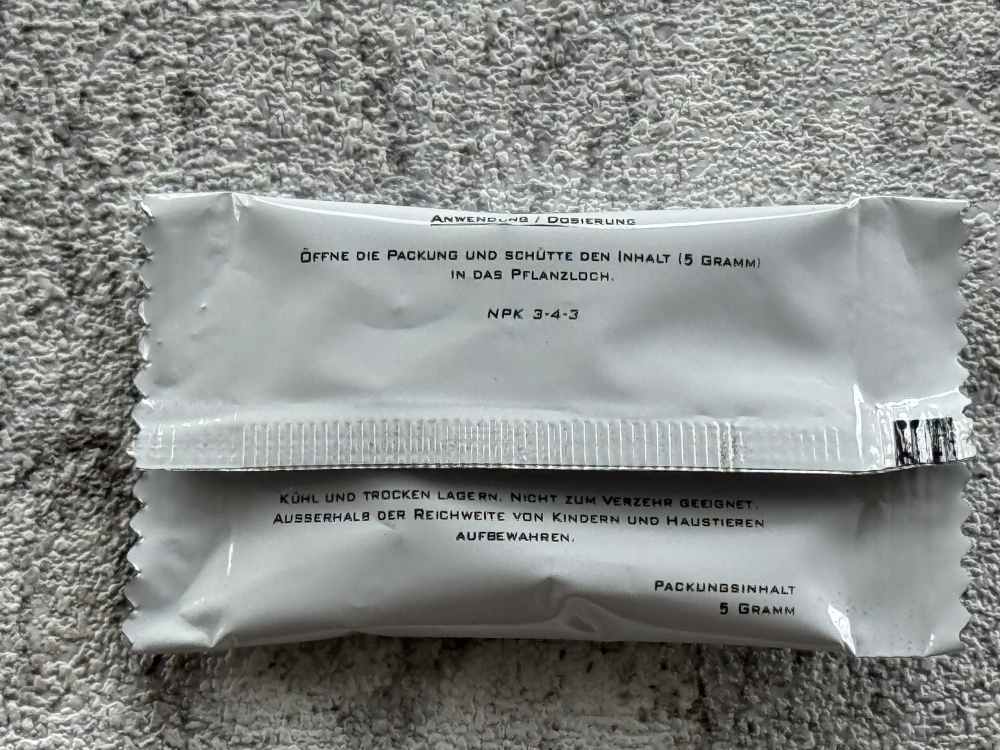 ANWENDUNG / DOSIERUNG
ÖFFNE DIE PACKUNG UND SCHÜTTE DEN INHALT (5 GRAMM)
IN DAS PFLANZLOCH.
NPK 3-4-3
KÜHL UND TROCKEN LAGERN. NICHT ZUM VERZEHR GEEIGNET.
AUSSERHALB DER REICHWEITE VON KINDERN UND HAUSTIEREN
AUFBEWAHREN.
PACKUNGSINHALT
5 GRAMM